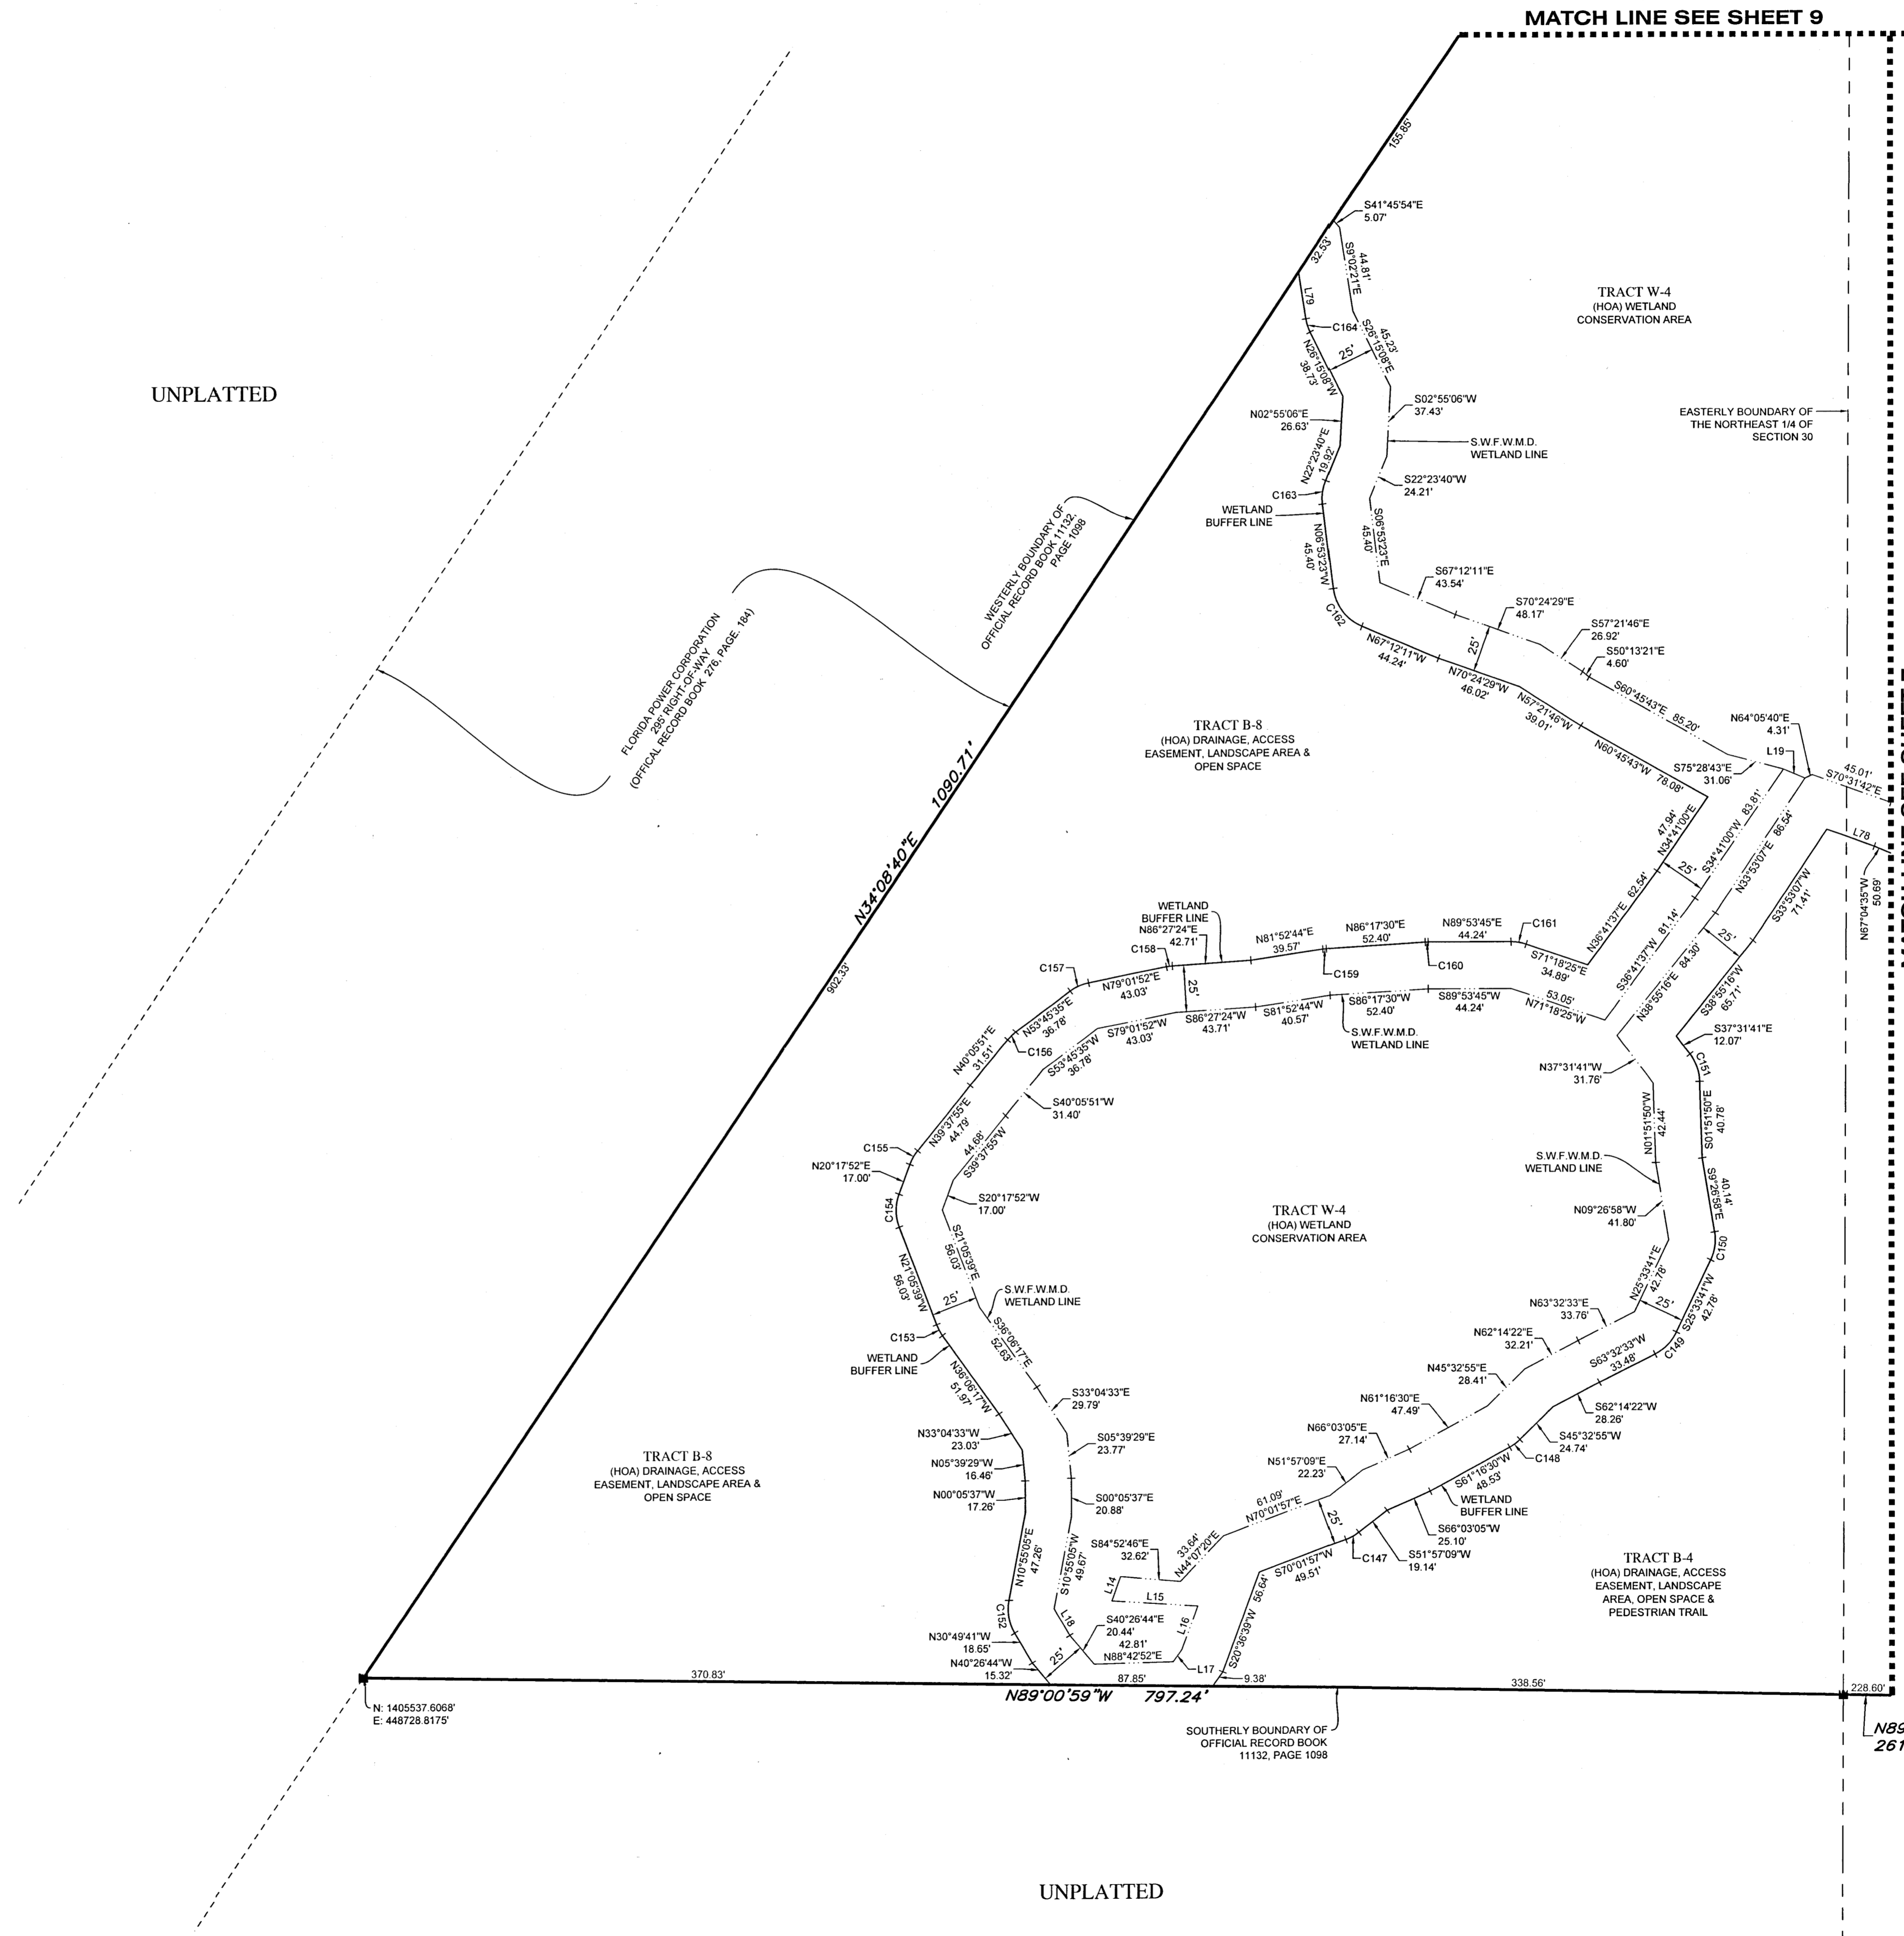 MATCH LINE SEE SHEET 9
155.85'
S41°45'54"E
5.07'
32.53'
44.81'
S9°02'21"E
L79
C164
45.23'
S26°15'08"E
25'
N26°15'08"W
38.73'
TRACT W-4
(HOA) WETLAND
CONSERVATION AREA
UNPLATTED
S02°55'06"W
37.43'
N02°55'06"E
26.63'
S.W.F.W.M.D.
WETLAND LINE
EASTERLY BOUNDARY OF
THE NORTHEAST 1/4 OF
SECTION 30
N22°23'40"E
19.92'
S22°23'40"W
24.21'
C163
WETLAND
BUFFER LINE
S06°53'23"E
45.40'
N06°53'23"W
45.40'
WESTERLY BOUNDARY OF
OFFICIAL RECORD BOOK 11132,
PAGE 1098
FLORIDA POWER CORPORATION
295' RIGHT-OF-WAY
(OFFICAL RECORD BOOK 276, PAGE. 184)
S67°12'11"E
43.54'
S70°24'29"E
48.17'
C162
S57°21'46"E
26.92'
25'
N67°12'11"W
44.24'
S50°13'21"E
4.60'
N70°24'29"W
46.02'
S60°45'43"E 85.20'
N57°21'46"W
39.01'
N64°05'40"E
4.31'
TRACT B-8
(HOA) DRAINAGE, ACCESS
EASEMENT, LANDSCAPE AREA &
OPEN SPACE
L19
N60°45'43"W 78.08'
S75°28'43"E
31.06'
45.01'
S70°31'42"E
N34°08'40"E 1090.71'
S34°41'00"W 83.81'
N33°53'07"E 86.54'
47.94'
N34°41'00"E
L78
N67°04'35"W
50.69'
S33°53'07"W
71.41'
25'
902.33'
WETLAND
BUFFER LINE
N86°27'24"E
42.71'
C158
N81°52'44"E
39.57'
N86°17'30"E
52.40'
N89°53'45"E
44.24'
C161
N36°41'37"E 62.54'
S36°41'37"W 81.14'
25'
C157
C159
C160
S71°18'25"E
34.89'
N79°01'52"E
43.03'
25'
N38°55'16"E 84.30'
S38°55'16"W
65.71'
N53°45'35"E
36.78'
S86°27'24"W
43.71'
S81°52'44"W
40.57'
S86°17'30"W
52.40'
S89°53'45"W
44.24'
53.05'
N71°18'25"W
S79°01'52"W
43.03'
S.W.F.W.M.D.
WETLAND LINE
N40°05'51"E
31.51'
C156
S53°45'35"W
36.78'
S37°31'41"E
12.07'
C151
N37°31'41"W
31.76'
S40°05'51"W
31.40'
N39°37'55"E
44.79'
44.68'
S39°37'55"W
N01°51'50"W
42.44'
S01°51'50"E
40.78'
C155
N20°17'52"E
17.00'
S.W.F.W.M.D.
WETLAND LINE
S20°17'52"W
17.00'
C154
TRACT W-4
(HOA) WETLAND
CONSERVATION AREA
N09°26'58"W
41.80'
40.14'
S9°26'58"E
S21°05'39"E
56.03'
N21°05'39"W
56.03'
C150
25'
S.W.F.W.M.D.
WETLAND LINE
N25°33'41"E
42.78'
25'
S25°33'41"W
42.78'
N63°32'33"E
33.76'
C153
S36°06'17"E
52.63'
WETLAND
BUFFER LINE
N62°14'22"E
32.21'
C149
S63°32'33"W
33.48'
N36°06'17"W
51.97'
N45°32'55"E
28.41'
S33°04'33"E
29.79'
N61°16'30"E
47.49'
S62°14'22"W
28.26'
N33°04'33"W
23.03'
S05°39'29"E
23.77'
N66°03'05"E
27.14'
S45°32'55"W
24.74'
TRACT B-8
(HOA) DRAINAGE, ACCESS
EASEMENT, LANDSCAPE AREA &
OPEN SPACE
N05°39'29"W
16.46'
N51°57'09"E
22.23'
C148
S61°16'30"W
48.53'
N00°05'37"W
17.26'
S00°05'37"E
20.88'
61.09'
N70°01'57"E
WETLAND
BUFFER LINE
25'
S66°03'05"W
25.10'
N10°55'05"E
47.26'
S10°55'05"W
49.67'
S84°52'46"E
32.62'
33.64'
N44°07'20"E
C147
S51°57'09"W
19.14'
S70°01'57"W
49.51'
TRACT B-4
(HOA) DRAINAGE, ACCESS
EASEMENT, LANDSCAPE
AREA, OPEN SPACE &
PEDESTRIAN TRAIL
L14
L15
C152
L18
L16
S20°36'39"W 56.64'
S40°26'44"E
20.44'
42.81'
N88°42'52"E
N30°49'41"W
18.65'
25'
N40°26'44"W
15.32'
L17
370.83'
87.85'
9.38'
338.56'
228.60'
N89°00'59"W 797.24'
N: 1405537.6068'
E: 448728.8175'
SOUTHERLY BOUNDARY OF
OFFICIAL RECORD BOOK
11132, PAGE 1098
N89
261
UNPLATTED